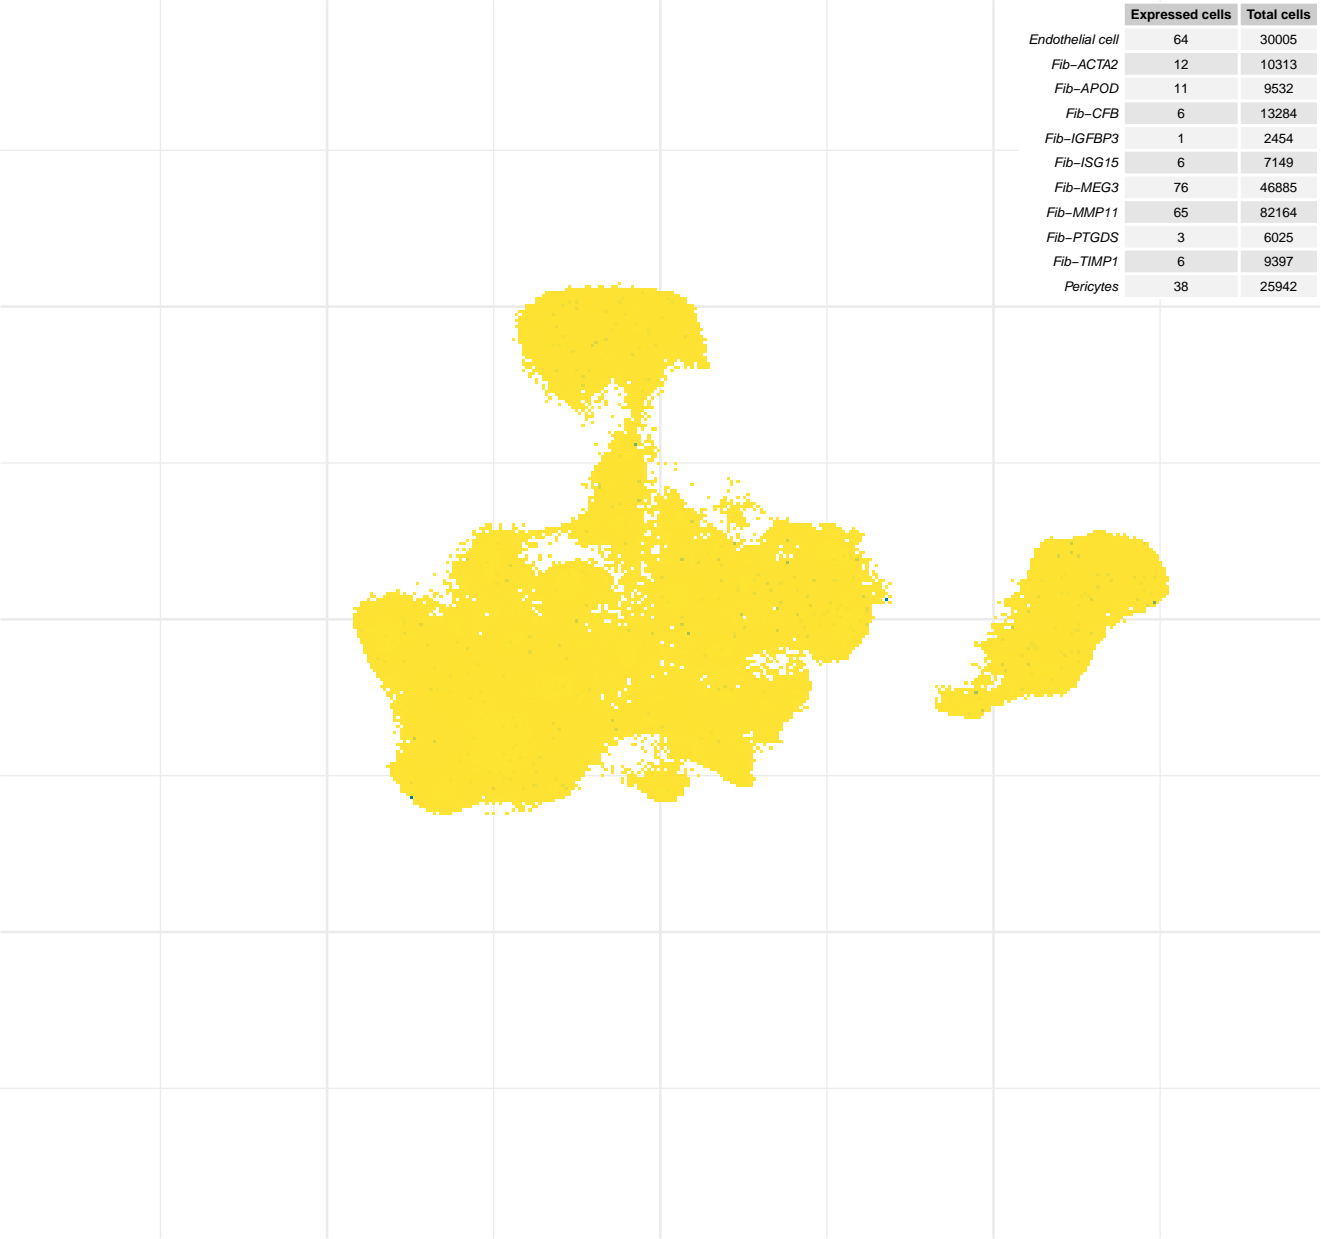 Expressed cells Total cells
Endothelial cell 64 30005
Fib−ACTA2 12 10313
Fib−APOD 11 9532
Fib−CFB 6 13284
Fib−IGFBP3 1 2454
Fib−ISG15 6 7149
Fib−MEG3 76 46885
Fib−MMP11 65 82164
Fib−PTGDS 3 6025
Fib−TIMP1 6 9397
Pericytes 38 25942